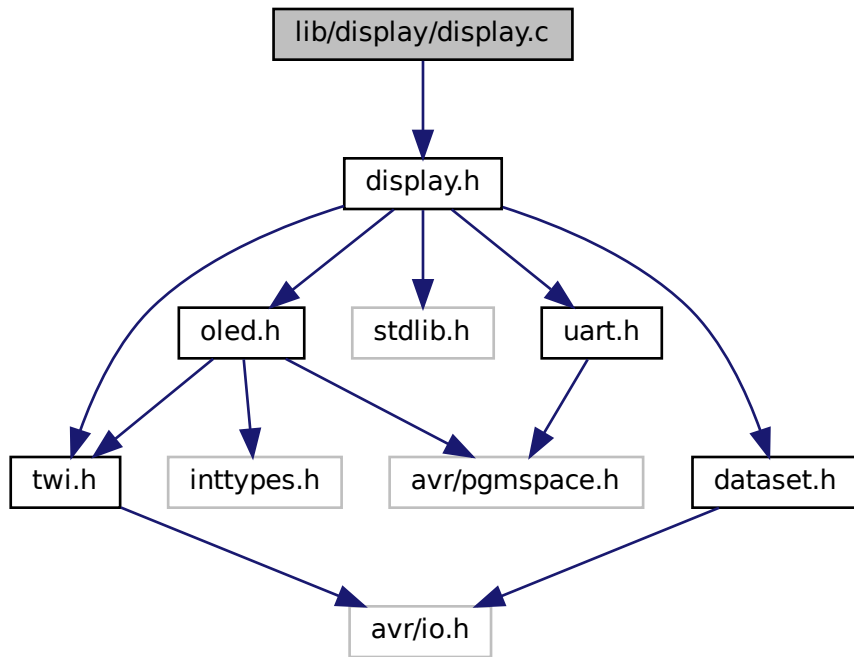 lib/display/display.c
display.h
oled.h
stdlib.h
uart.h
twi.h
inttypes.h
avr/pgmspace.h
dataset.h
avr/io.h